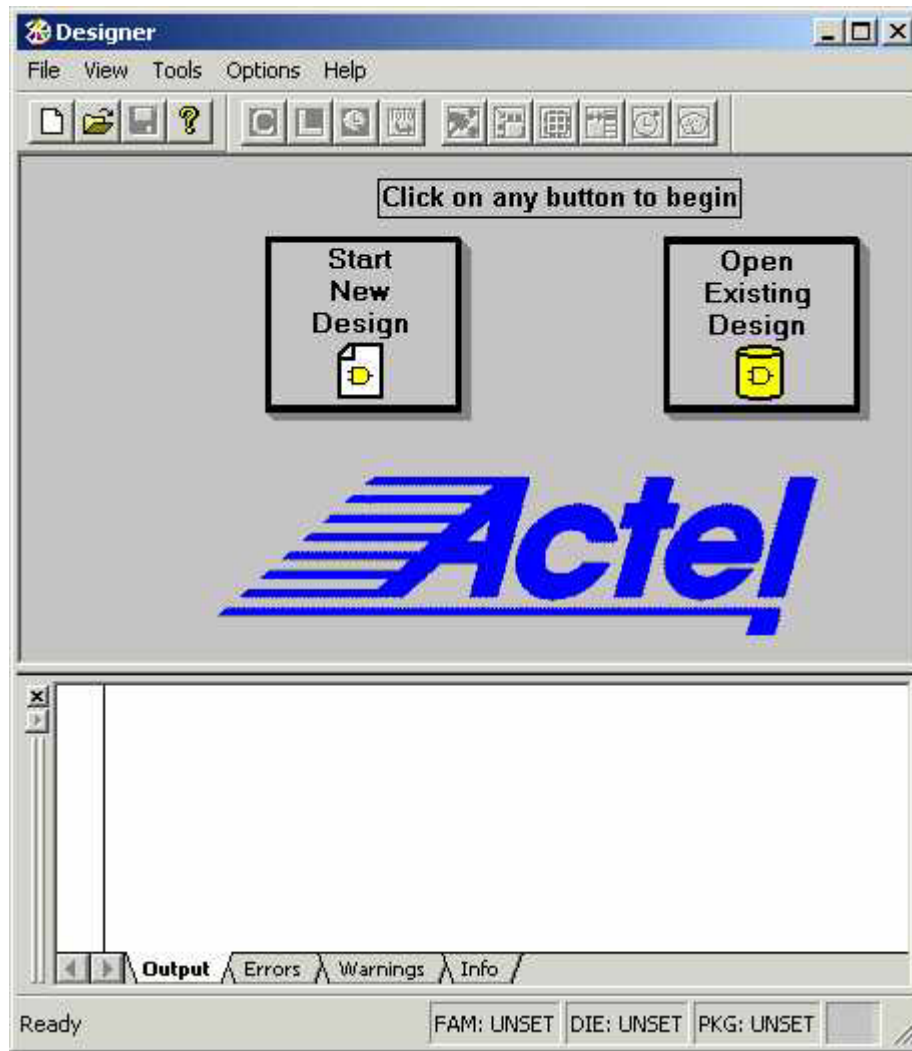 Designer
File View Tools Options Help
Click on any button to begin
Start
New
Design
Open
Existing
Design
Actel
Output Errors Warnings Info
Ready FAM: UNSET DIE: UNSET PKG: UNSET